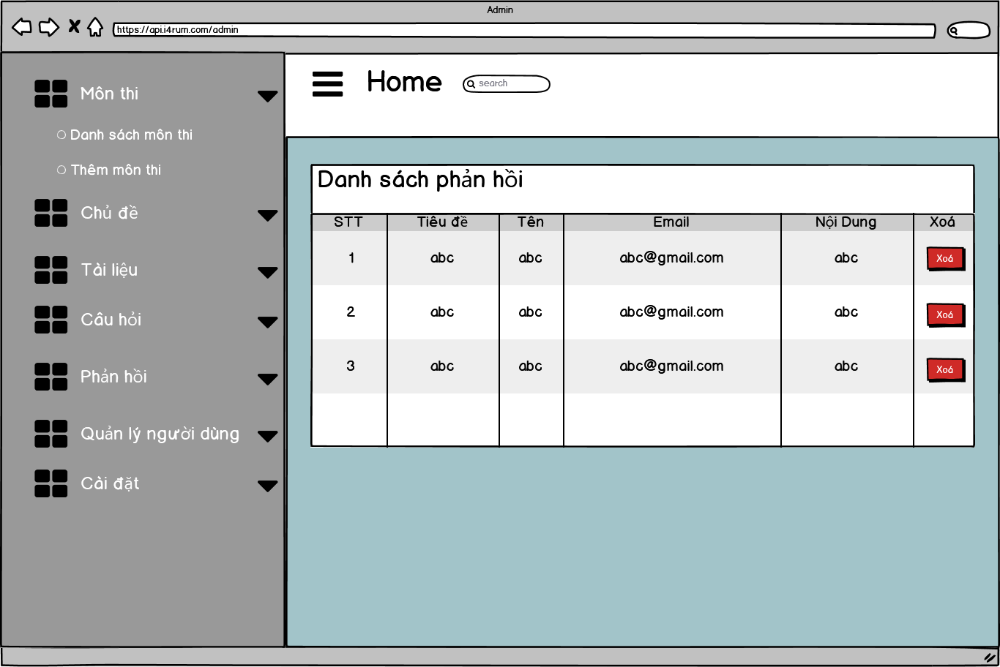 Admin
https://api.i4rum.com/admin
Môn thi
Danh sách môn thi
Thêm môn thi
Chủ đề
Tài liệu
Câu hỏi
Phản hồi
Quản lý người dùng
Cài đặt
Home
search
Danh sách phản hồi
STT Tiêu đề Tên Email Nội Dung Xoá
1 abc abc abc@gmail.com abc Xoá
2 abc abc abc@gmail.com abc Xoá
3 abc abc abc@gmail.com abc Xoá